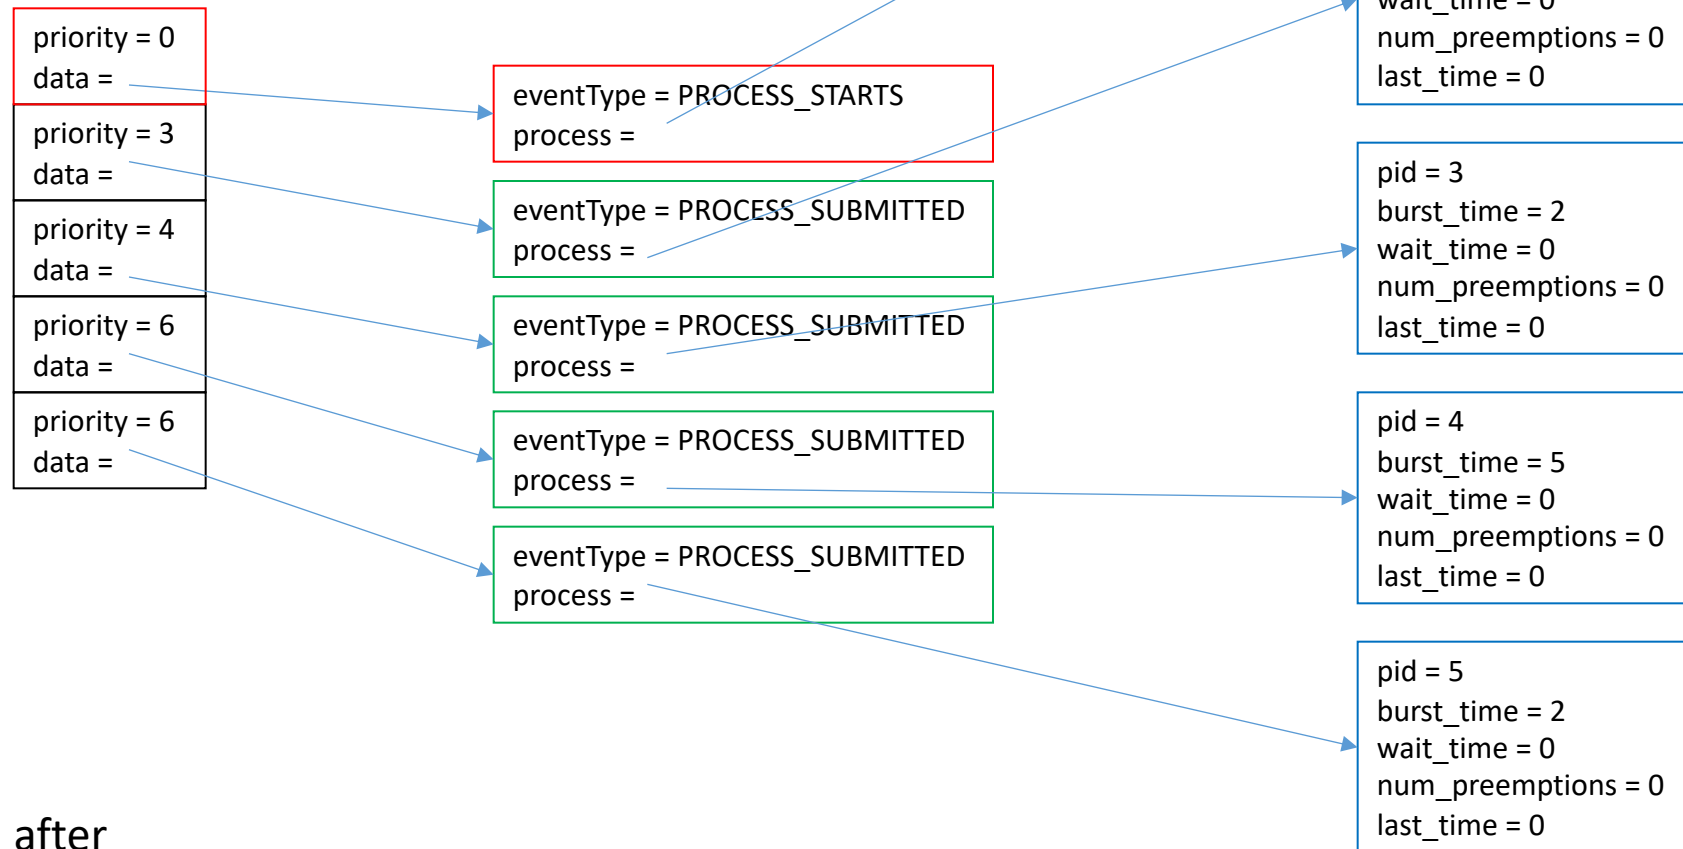 priority = 0
data =
priority = 3
data =
priority = 4
data =
priority = 6
data =
priority = 6
data =
eventType = PROCESS_STARTS
process =
eventType = PROCESS_SUBMITTED
process =
eventType = PROCESS_SUBMITTED
process =
eventType = PROCESS_SUBMITTED
process =
eventType = PROCESS_SUBMITTED
process =
wait_time = 0
num_preemptions = 0
last_time = 0
pid = 3
burst_time = 2
wait_time = 0
num_preemptions = 0
last_time = 0
pid = 4
burst_time = 5
wait_time = 0
num_preemptions = 0
last_time = 0
pid = 5
burst_time = 2
wait_time = 0
num_preemptions = 0
last_time = 0
after